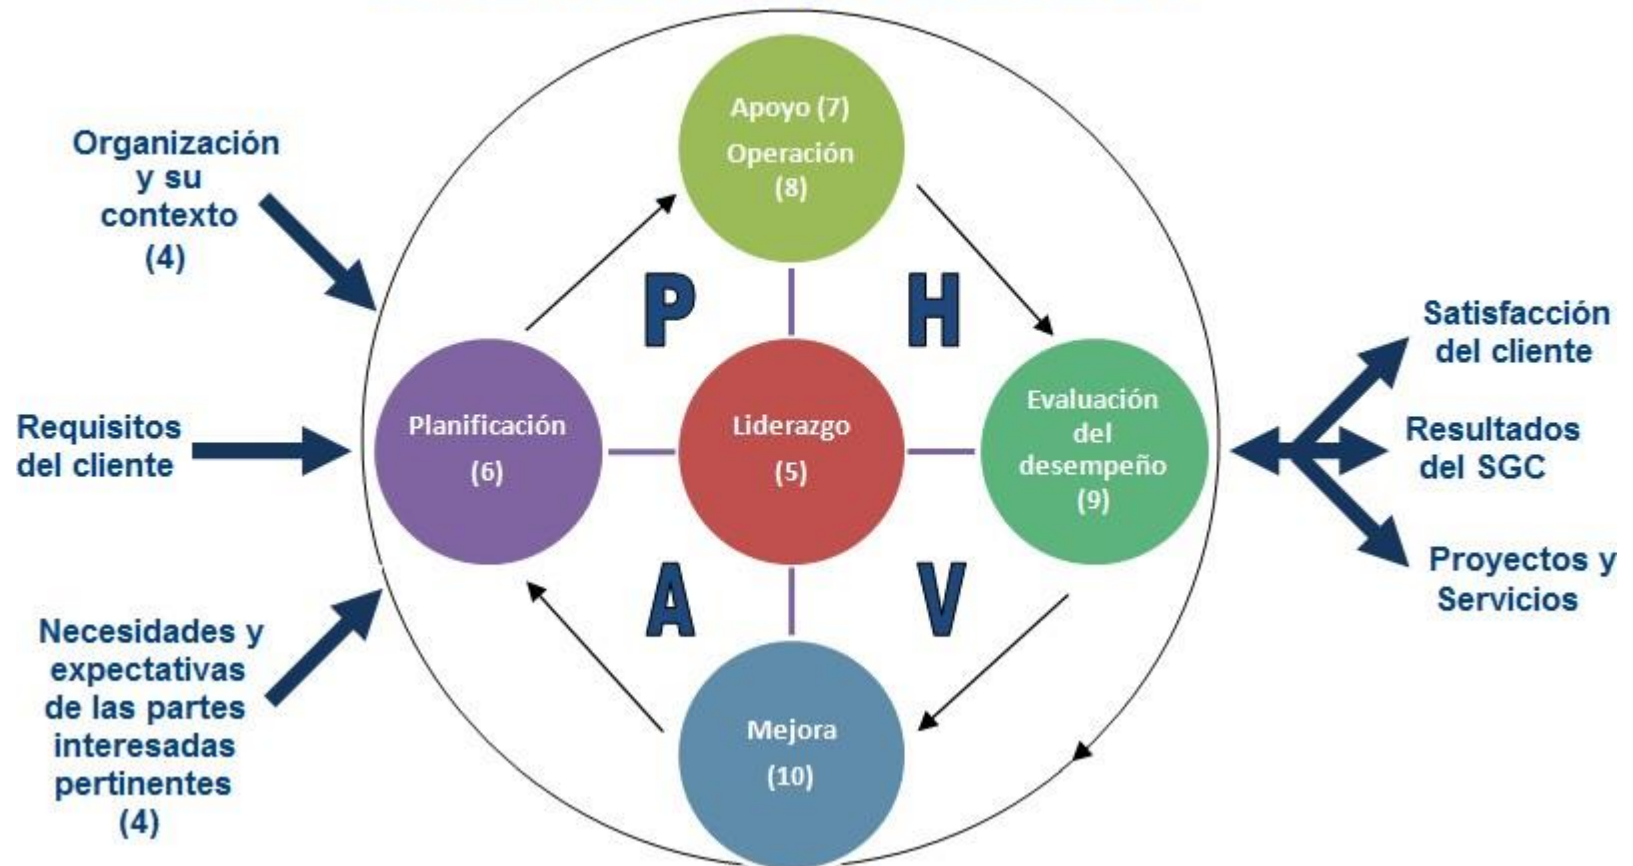 Organización
y su
contexto
(4)
Requisitos
del cliente
Necesidades y
expectativas
de las partes
interesadas
pertinentes
(4)
Apoyo (7)
Operación
(8)
P
H
Planificación
(6)
Liderazgo
(5)
Evaluación
del
desempeño
(9)
A
V
Mejora
(10)
Satisfacción
del cliente
Resultados
del SGC
Proyectos y
Servicios